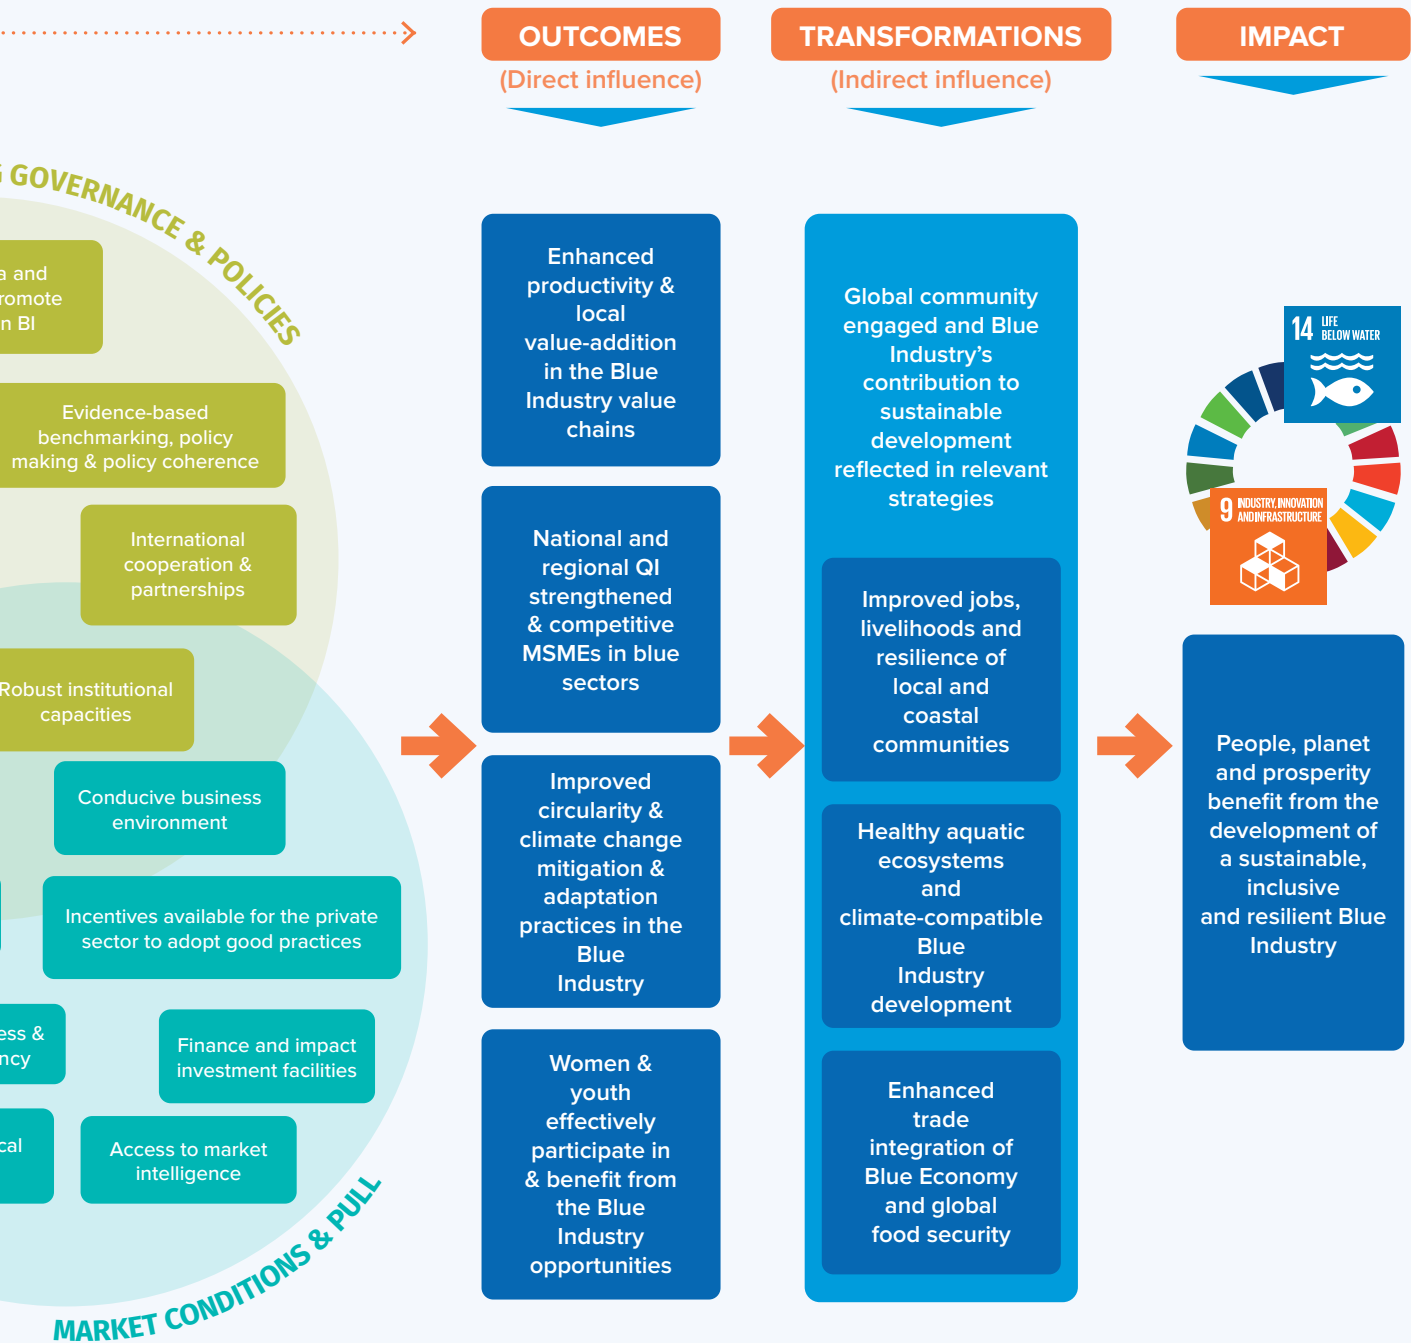 OUTCOMES
(Direct influence)
TRANSFORMATIONS
(Indirect influence)
IMPACT
GOVERNANCE & POLICIES
and
in BI
Evidence-based
benchmarking, policy
making & policy coherence
International
cooperation &
partnerships
Robust institutional
capacities
Conducive business
environment
Incentives available for the private
sector to adopt good practices
&
Finance and impact
investment facilities
Access to market
intelligence
MARKET CONDITIONS & PULL
Enhanced
productivity &
local
value-addition
in the Blue
Industry value
chains
National and
regional QI
strengthened
& competitive
MSMEs in blue
sectors
Improved
circularity &
climate change
mitigation &
adaptation
practices in the
Blue
Industry
Women &
youth
effectively
participate in
& benefit from
the Blue
Industry
opportunities
Global community
engaged and Blue
Industry’s
contribution to
sustainable
development
reflected in relevant
strategies
Improved jobs,
livelihoods and
resilience of
local and
coastal
communities
Healthy aquatic
ecosystems
and
climate-compatible
Blue
Industry
development
Enhanced
trade
integration of
Blue Economy
and global
food security
14 LIFE
BELOW WATER
9 INDUSTRY, INNOVATION
AND INFRASTRUCTURE
People, planet
and prosperity
benefit from the
development of
a sustainable,
inclusive
and resilient Blue
Industry